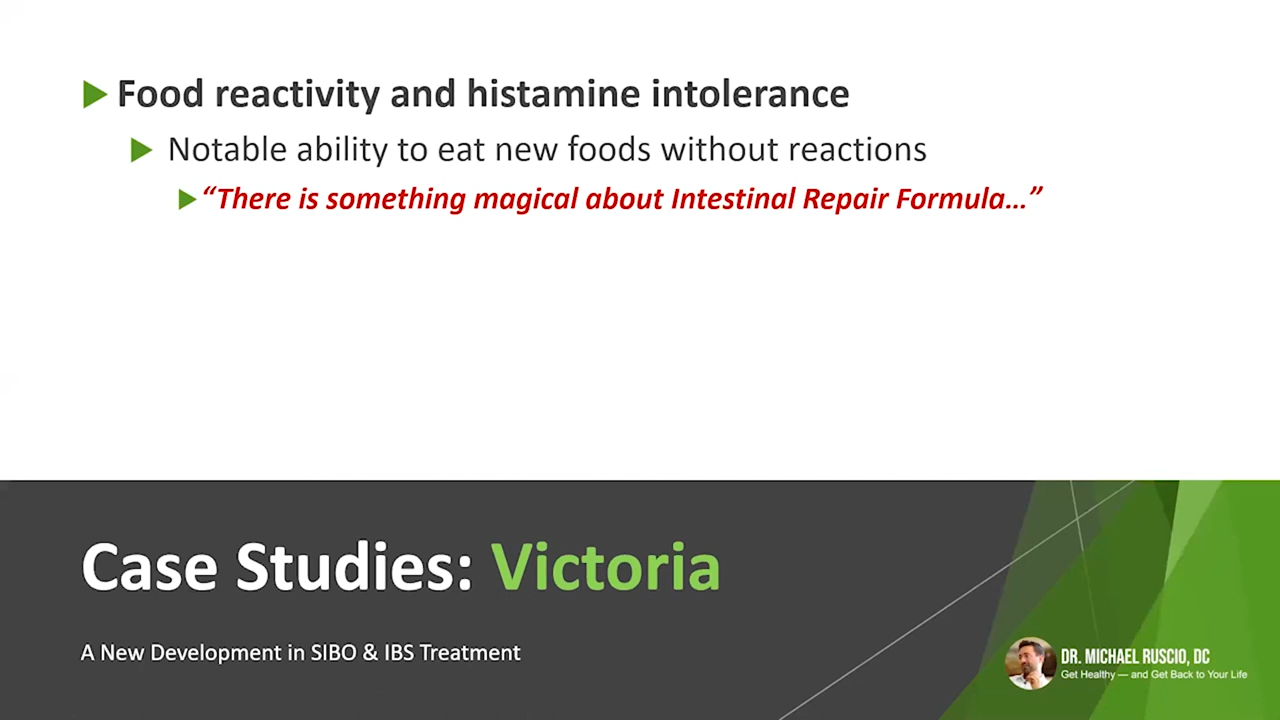 Food reactivity and histamine intolerance
Notable ability to eat new foods without reactions
“There is something magical about Intestinal Repair Formula...”
Case Studies: Victoria
A New Development in SIBO & IBS Treatment
DR. MICHAEL RUSCIO, DC
Get Healthy — and Get Back to Your Life